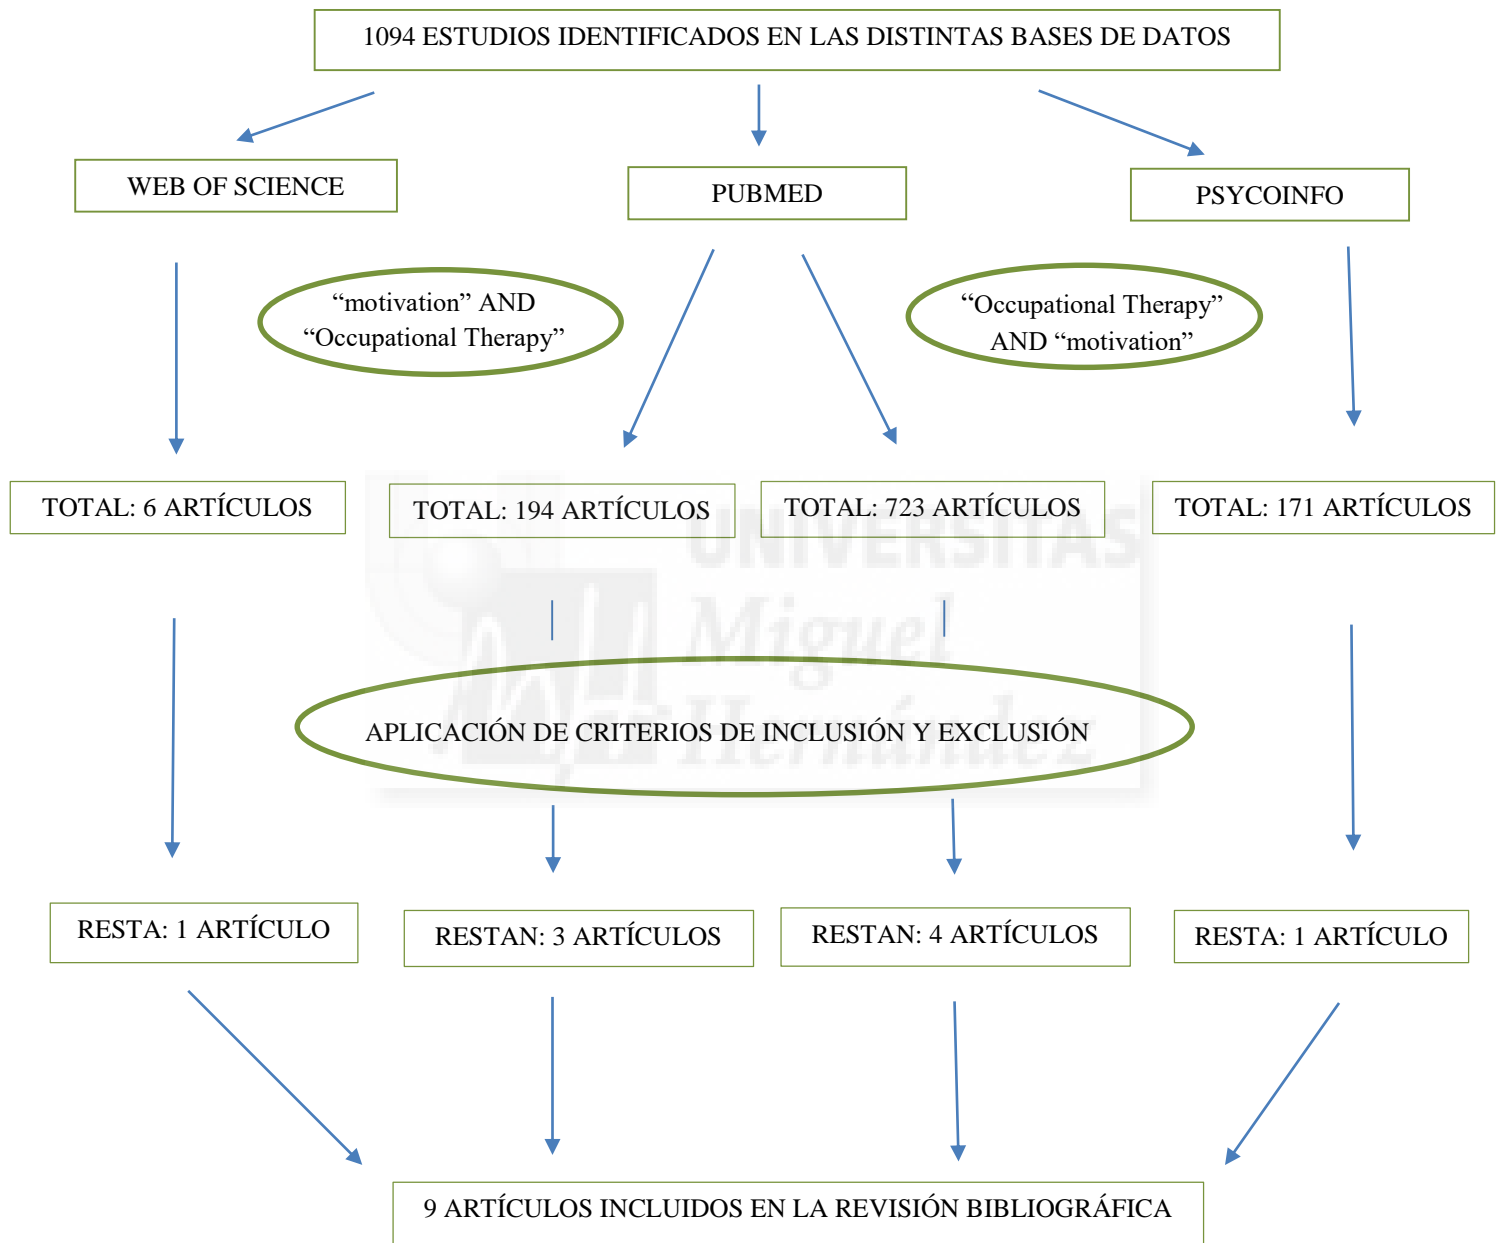 1094 ESTUDIOS IDENTIFICADOS EN LAS DISTINTAS BASES DE DATOS
WEB OF SCIENCE
PUBMED
PSYCOINFO
“motivation” AND
“Occupational Therapy”
“Occupational Therapy”
AND “motivation”
TOTAL: 6 ARTÍCULOS
TOTAL: 194 ARTÍCULOS
TOTAL: 723 ARTÍCULOS
TOTAL: 171 ARTÍCULOS
UNIVERSITAS
Miguel
Hernández
APLICACIÓN DE CRITERIOS DE INCLUSIÓN Y EXCLUSIÓN
RESTA: 1 ARTÍCULO
RESTAN: 3 ARTÍCULOS
RESTAN: 4 ARTÍCULOS
RESTA: 1 ARTÍCULO
9 ARTÍCULOS INCLUIDOS EN LA REVISIÓN BIBLIOGRÁFICA